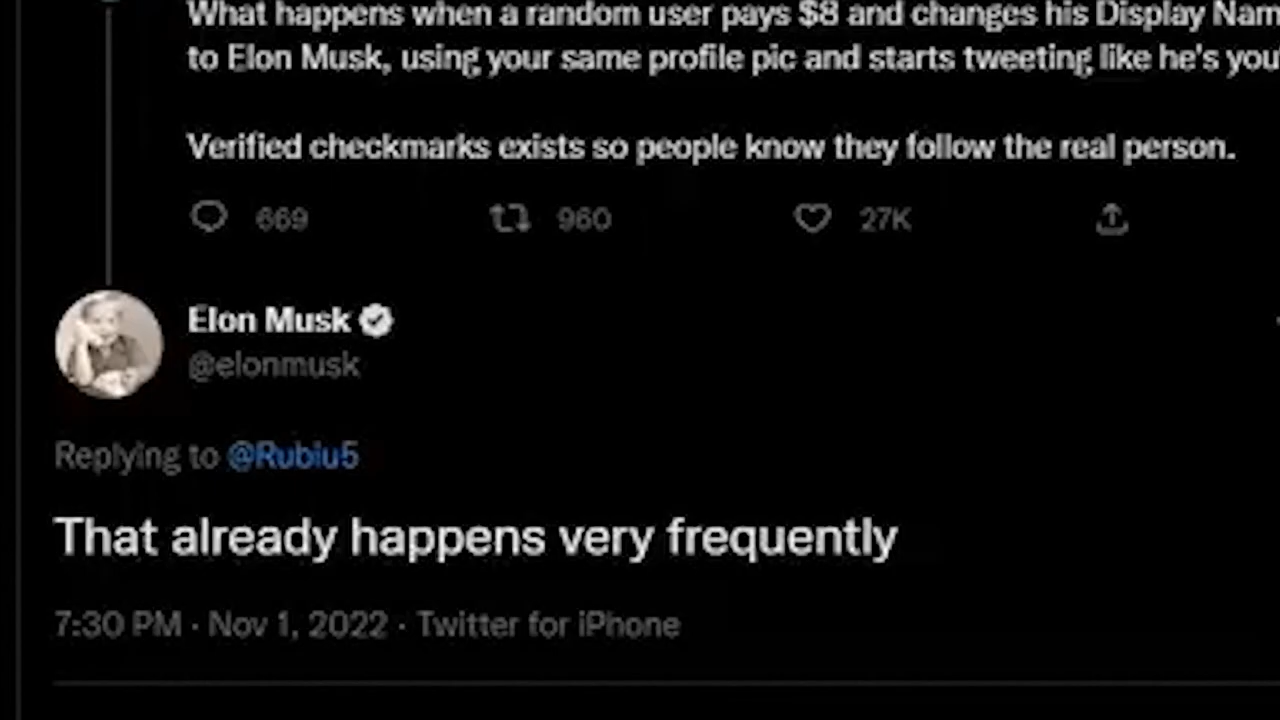 What happens when a random user pays $8 and changes his Display Nam
to Elon Musk, using your same profile pic and starts tweeting like he's you
Verified checkmarks exists so people know they follow the real person.
669 960 27K
Elon Musk
@elonmusk
Replying to @Rubiu5
That already happens very frequently
7:30 PM · Nov 1, 2022 · Twitter for iPhone